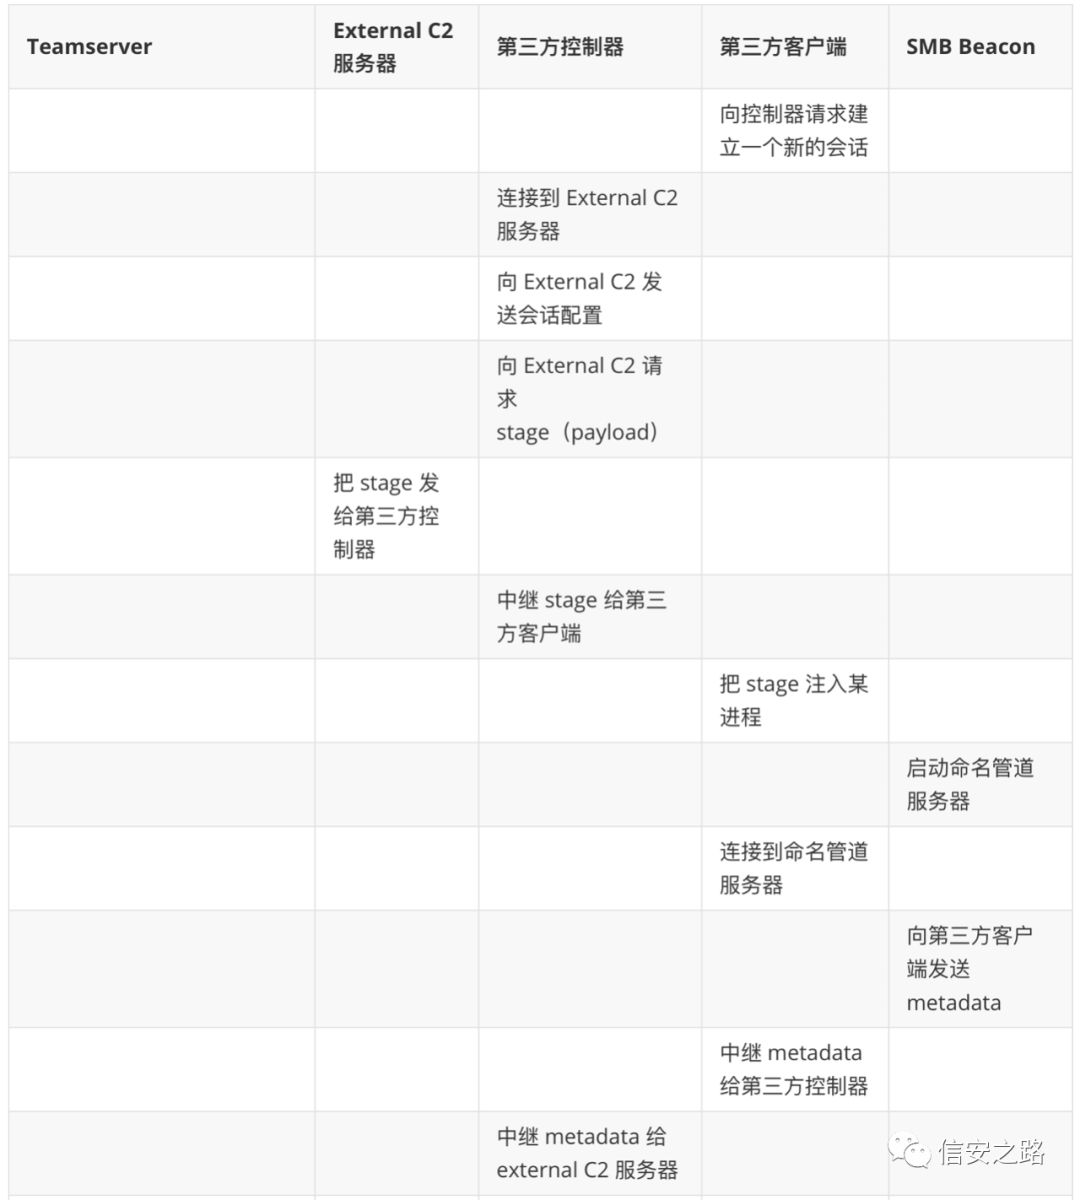 Teamserver
External C2
服务器
第三方控制器
第三方客户端
SMB Beacon
向控制器请求建
立一个新的会话
连接到 External C2
服务器
向 External C2 发
送会话配置
向 External C2 请
求
stage（payload）
把 stage 发
给第三方控
制器
中继 stage 给第三
方客户端
把 stage 注入某
进程
启动命名管道
服务器
连接到命名管道
服务器
向第三方客户
端发送
metadata
中继 metadata
给第三方控制器
中继 metadata 给
external C2 服务器
信安之路